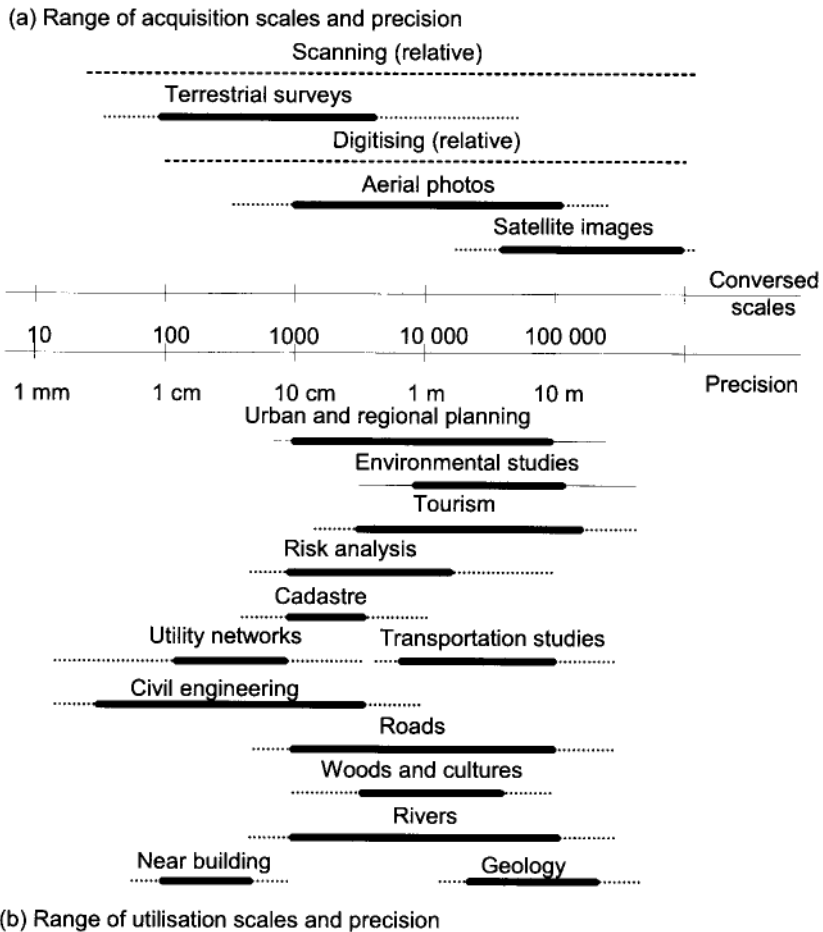 (a) Range of acquisition scales and precision
Scanning (relative)
Terrestrial surveys
Digitising (relative)
Aerial photos
Satellite images
Conversed
scales
10 100 1000 10 000 100 000
1 mm 1 cm 10 cm 1 m 10 m Precision
Urban and regional planning
Environmental studies
Tourism
Risk analysis
Cadastre
Utility networks Transportation studies
Civil engineering
Roads
Woods and cultures
Rivers
Near building Geology
(b) Range of utilisation scales and precision